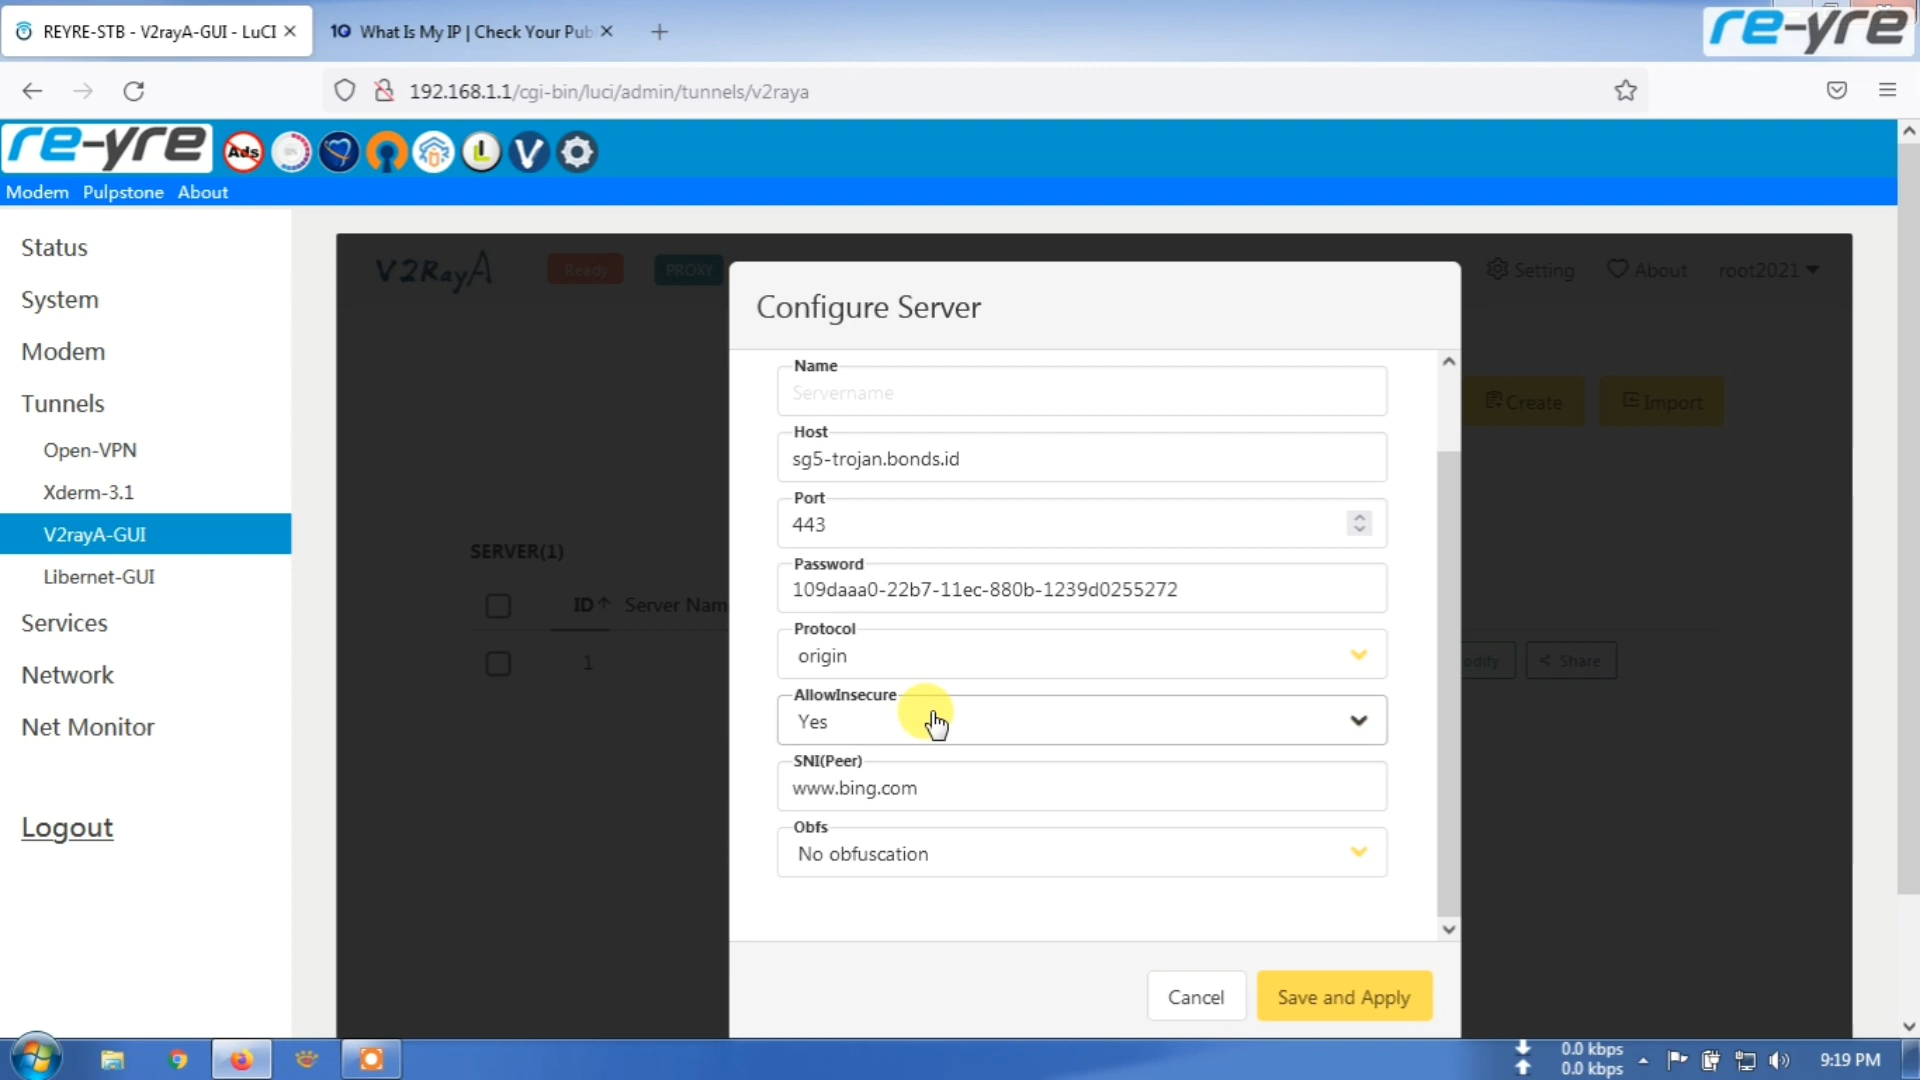 REYRE-STB - V2rayA-GUI - LuCI
1Q What Is My IP | Check Your Pub
re-yre
192.168.1.1/cgi-bin/luci/admin/tunnels/v2raya
re-yre
Ads
Modem Pulpstone About
Status
System
Modem
Tunnels
Open-VPN
Xderm-3.1
V2rayA-GUI
Libernet-GUI
Services
Network
Net Monitor
Logout
V2RayA
Ready
PROXY
Setting
About
root2021
Create
Import
SERVER(1)
ID Server Nam
1
odify
Share
Configure Server
Name
Servername
Host
sg5-trojan.bonds.id
Port
443
Password
109daaa0-22b7-11ec-880b-1239d0255272
Protocol
origin
AllowInsecure
Yes
SNI(Peer)
www.bing.com
Obfs
No obfuscation
Cancel
Save and Apply
0.0 kbps
0.0 kbps
9:19 PM